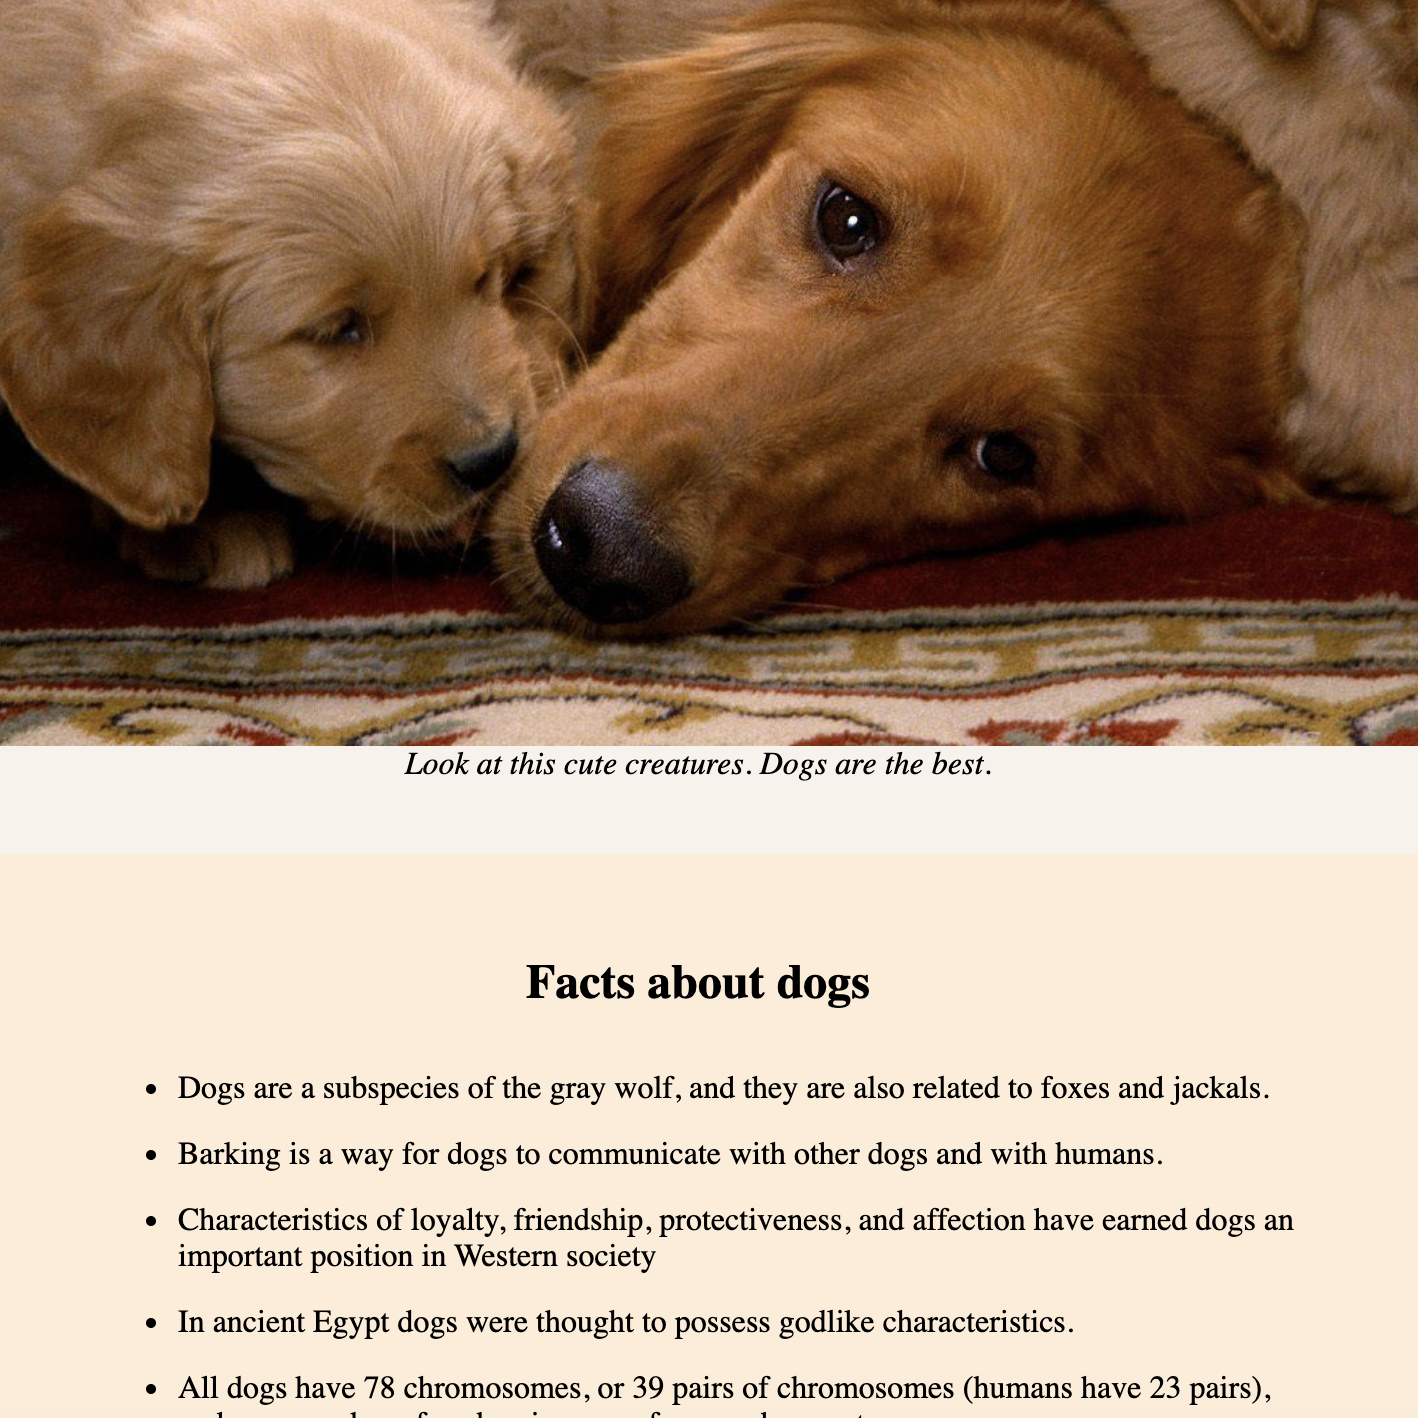 Look at this cute creatures. Dogs are the best.
Facts about dogs
Dogs are a subspecies of the gray wolf, and they are also related to foxes and jackals.
Barking is a way for dogs to communicate with other dogs and with humans.
Characteristics of loyalty, friendship, protectiveness, and affection have earned dogs an
important position in Western society
In ancient Egypt dogs were thought to possess godlike characteristics.
All dogs have 78 chromosomes, or 39 pairs of chromosomes (humans have 23 pairs),